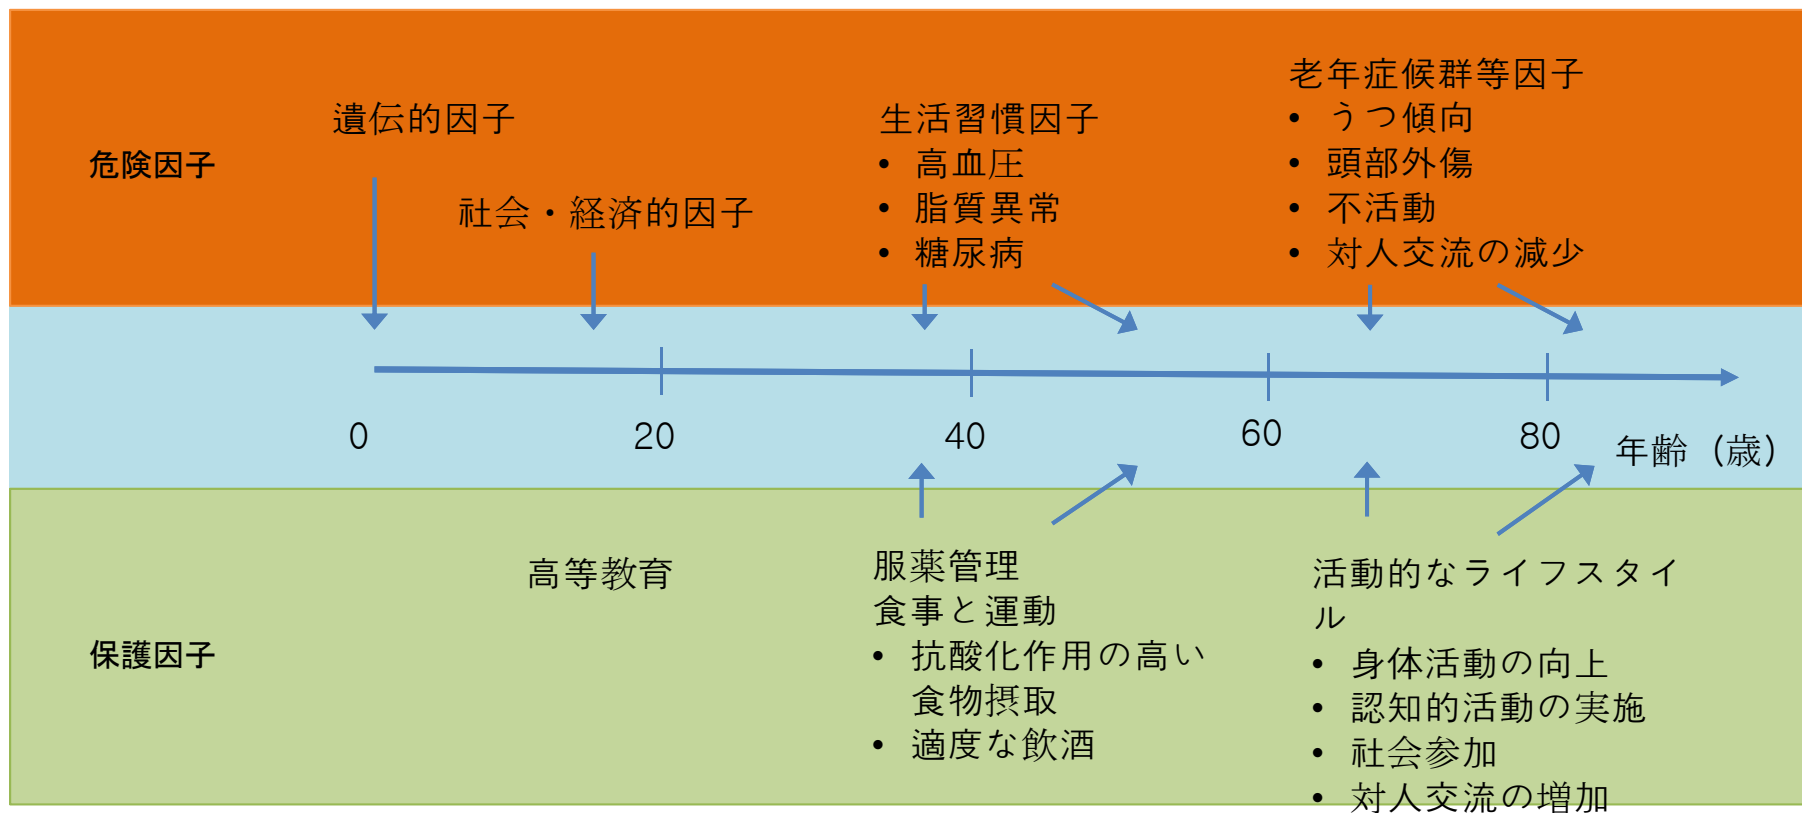 危険因子
遺伝的因子
社会・経済的因子
生活習慣因子
• 高血圧
• 脂質異常
• 糖尿病
老年症候群等因子
• うつ傾向
• 頭部外傷
• 不活動
• 対人交流の減少
0
20
40
60
80
年齢（歳）
保護因子
高等教育
服薬管理
食事と運動
• 抗酸化作用の高い
食物摂取
• 適度な飲酒
活動的なライフスタイ
ル
• 身体活動の向上
• 認知的活動の実施
• 社会参加
• 対人交流の増加